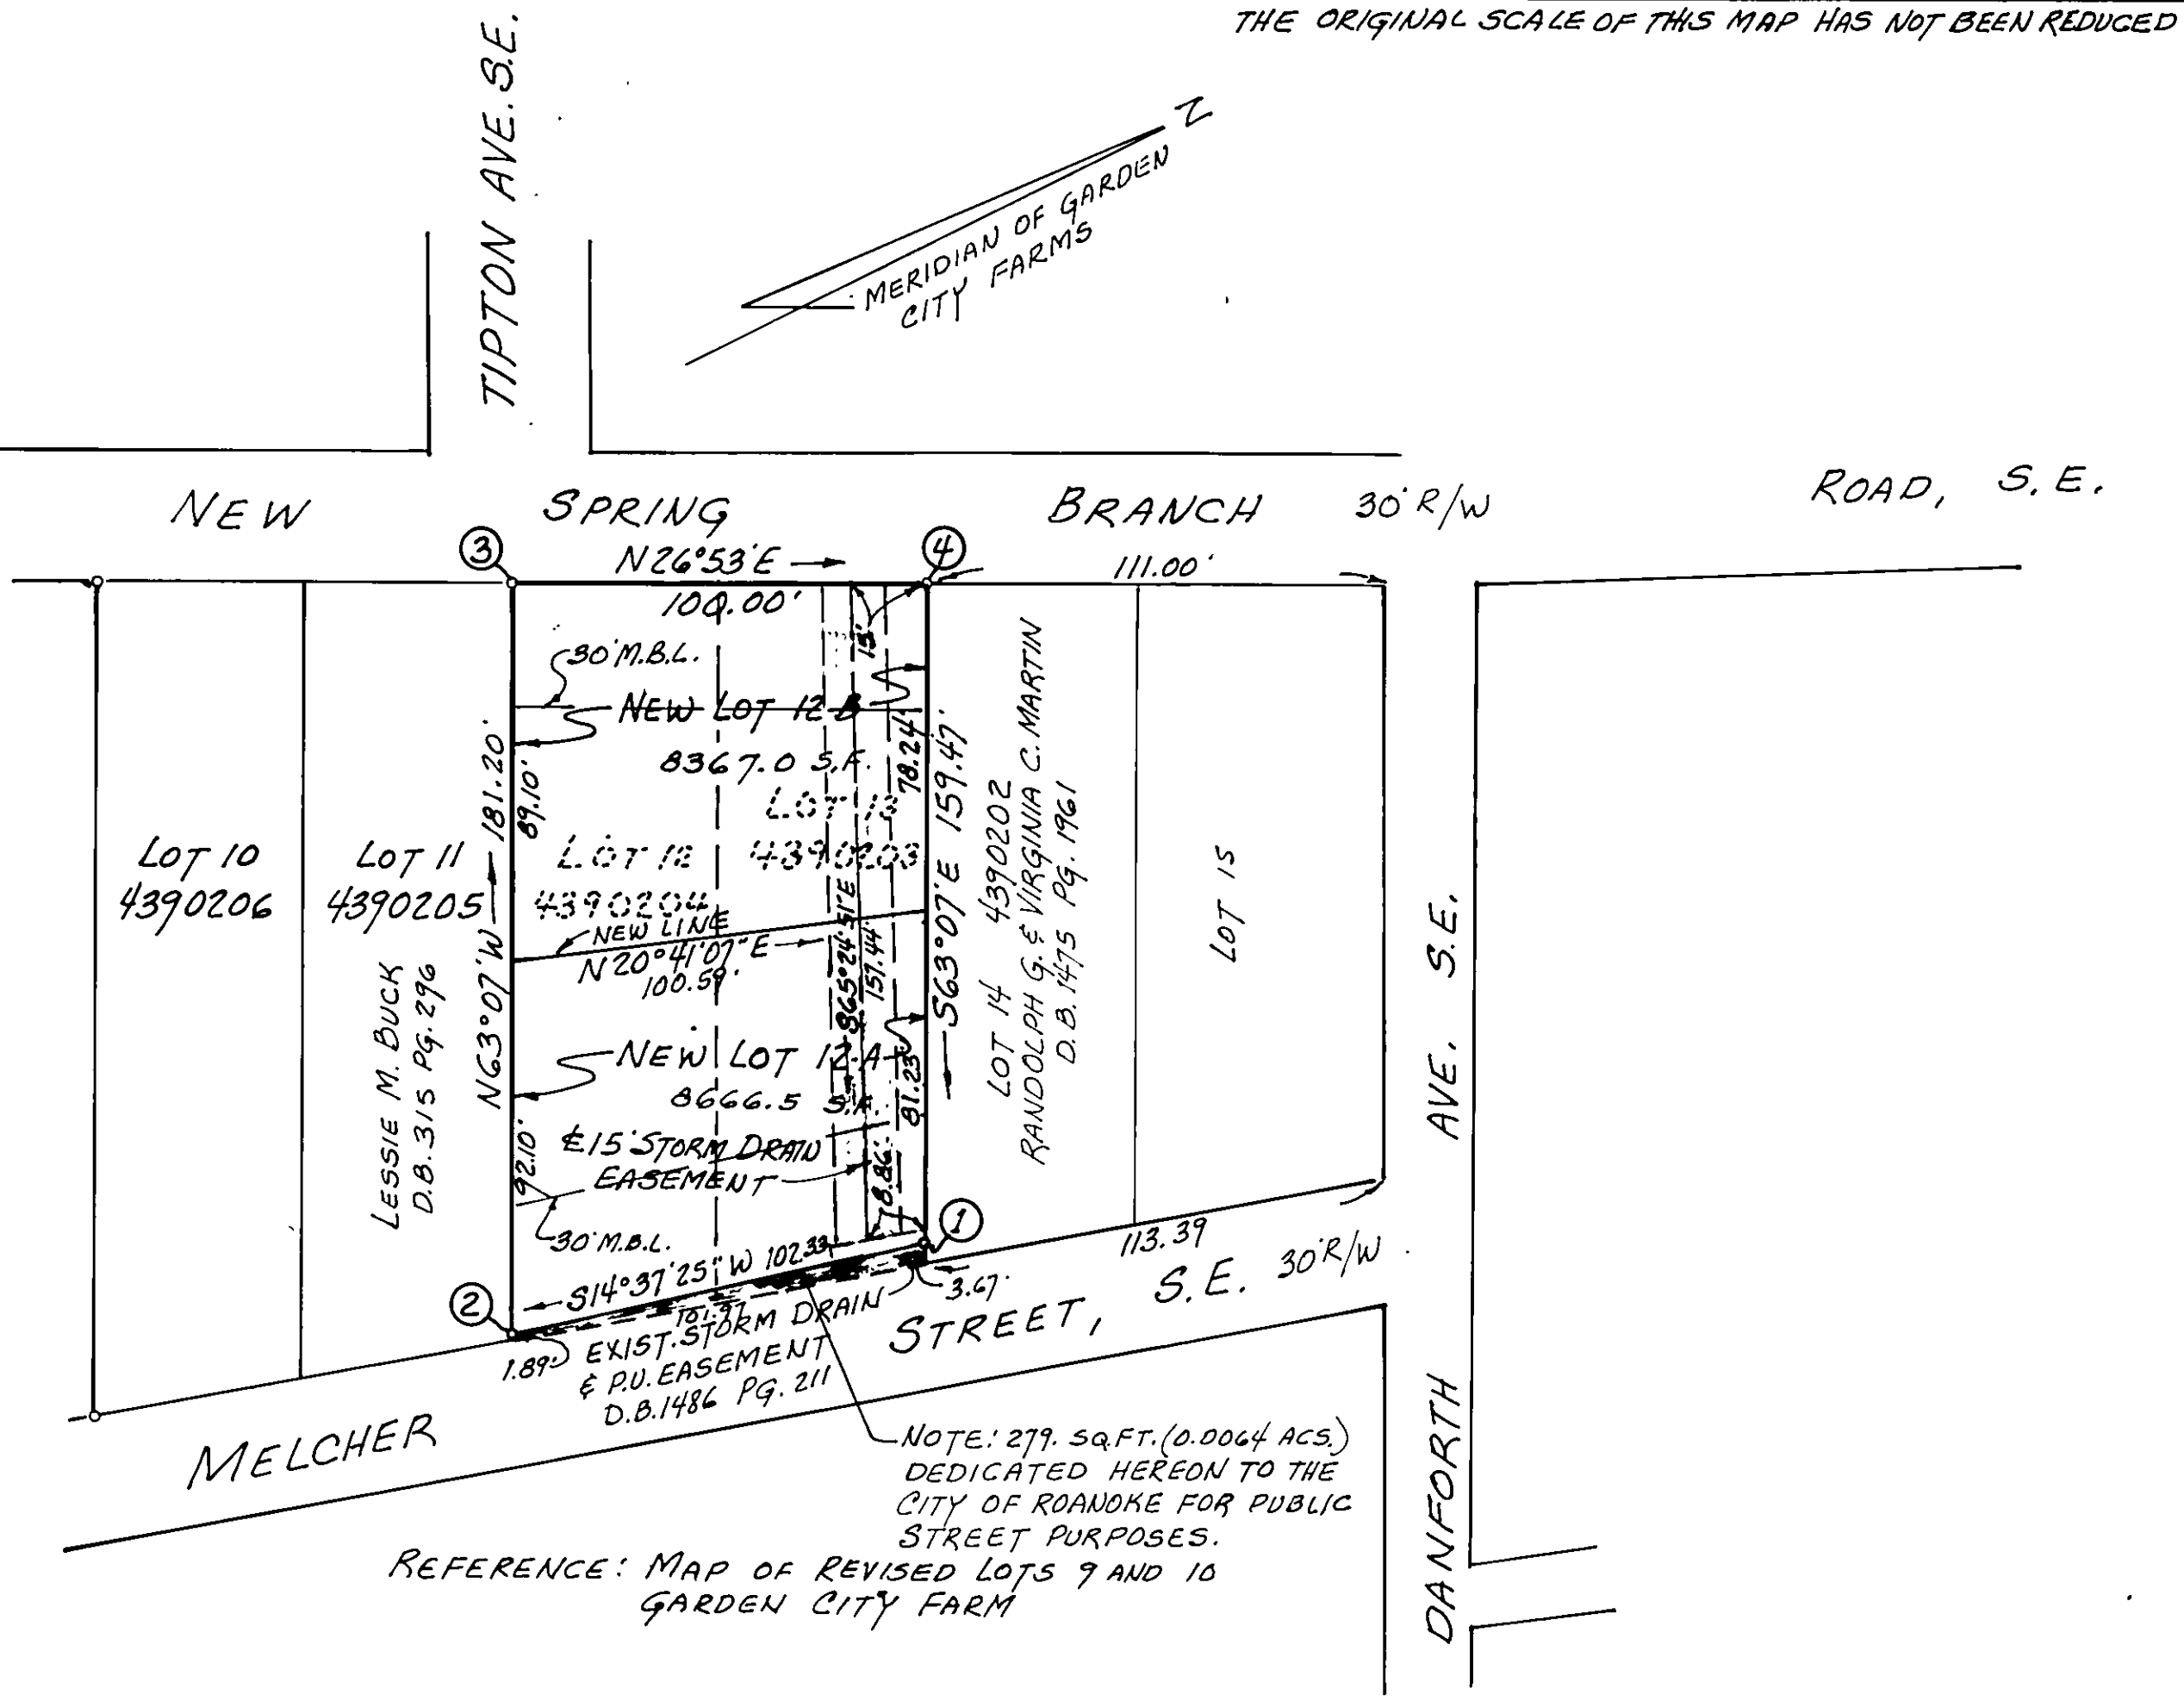 THE ORIGINAL SCALE OF THIS MAP HAS NOT BEEN REDUCED
TIPTON AVE. S.E.
N
MERIDIAN OF GARDEN
CITY FARMS
NEW SPRING BRANCH 30' R/W ROAD, S.E.
3
N26°53'E
4
111.00'
100.00'
15'
30' M.B.L.
NEW LOT 12-B
8367.0 S.F.
78.24'
89.10'
N63°07'W 181.20'
S63°07'E 159.47'
LOT 13
4390203
LOT 12
4390204
LOT 10
4390206
LOT 11
4390205
LESSIE M. BUCK
D.B. 315 PG. 296
NEW LINE
N20°41'07"E
100.59'
S65°24'51"E
157.44'
LOT 14 4390202
RANDOLPH G. & VIRGINIA C. MARTIN
D.B. 1475 PG. 1961
LOT 15
NEW LOT 12-A
8666.5 S.F.
81.23'
92.10'
℄ 15' STORM DRAIN
EASEMENT
18.86'
30' M.B.L.
1
2
S14°37'25"W 102.33
101.97
3.67'
1.89'
EXIST. STORM DRAIN
& P.U. EASEMENT
D.B. 1486 PG. 211
113.39
MELCHER STREET, S.E. 30' R/W
DANFORTH AVE. S.E.
NOTE: 279. SQ.FT. (0.0064 ACS.)
DEDICATED HEREON TO THE
CITY OF ROANOKE FOR PUBLIC
STREET PURPOSES.
REFERENCE: MAP OF REVISED LOTS 9 AND 10
GARDEN CITY FARM